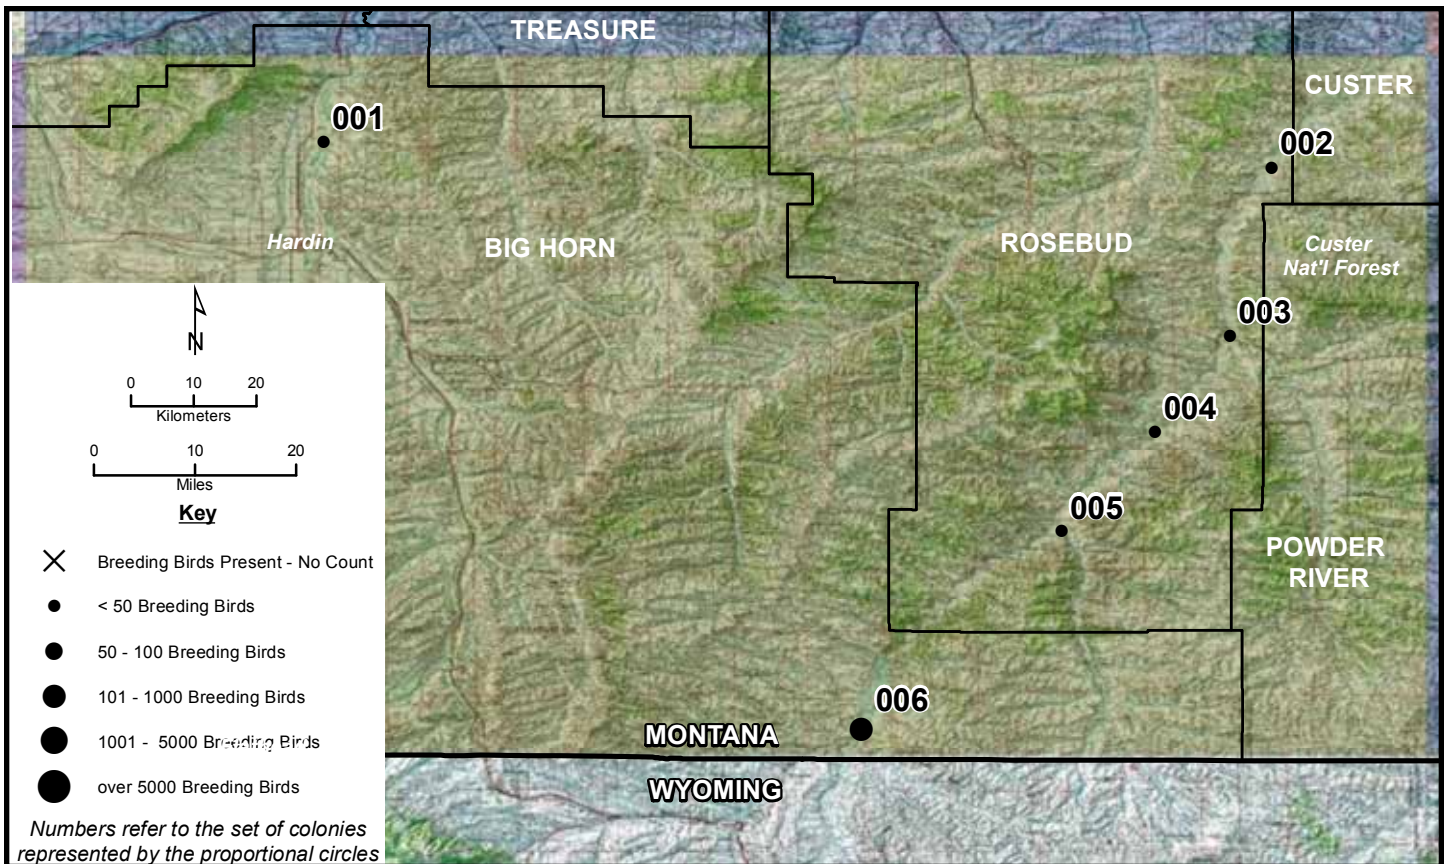 TREASURE
CUSTER
001
002
Hardin
BIG HORN
ROSEBUD
Custer
Nat'l Forest
003
004
005
POWDER
RIVER
006
MONTANA
WYOMING
N
0 10 20
Kilometers
0 10 20
Miles
Key
Breeding Birds Present - No Count
< 50 Breeding Birds
50 - 100 Breeding Birds
101 - 1000 Breeding Birds
1001 - 5000 Breeding Birds
over 5000 Breeding Birds
Numbers refer to the set of colonies
represented by the proportional circles